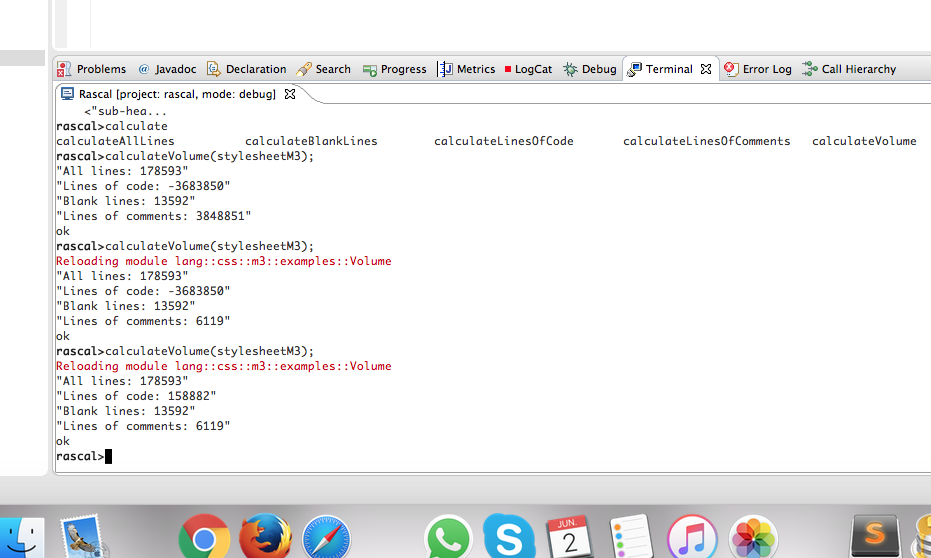 Problems @ Javadoc Declaration Search Progress Metrics LogCat Debug Terminal Error Log Call Hierarchy
Rascal [project: rascal, mode: debug]
<"sub-hea...
rascal>calculate
calculateAllLines calculateBlankLines calculateLinesOfCode calculateLinesOfComments calculateVolume
rascal>calculateVolume(stylesheetM3);
"All lines: 178593"
"Lines of code: -3683850"
"Blank lines: 13592"
"Lines of comments: 3848851"
ok
rascal>calculateVolume(stylesheetM3);
Reloading module lang::css::m3::examples::Volume
"All lines: 178593"
"Lines of code: -3683850"
"Blank lines: 13592"
"Lines of comments: 6119"
ok
rascal>calculateVolume(stylesheetM3);
Reloading module lang::css::m3::examples::Volume
"All lines: 178593"
"Lines of code: 158882"
"Blank lines: 13592"
"Lines of comments: 6119"
ok
rascal>
JUN.
2